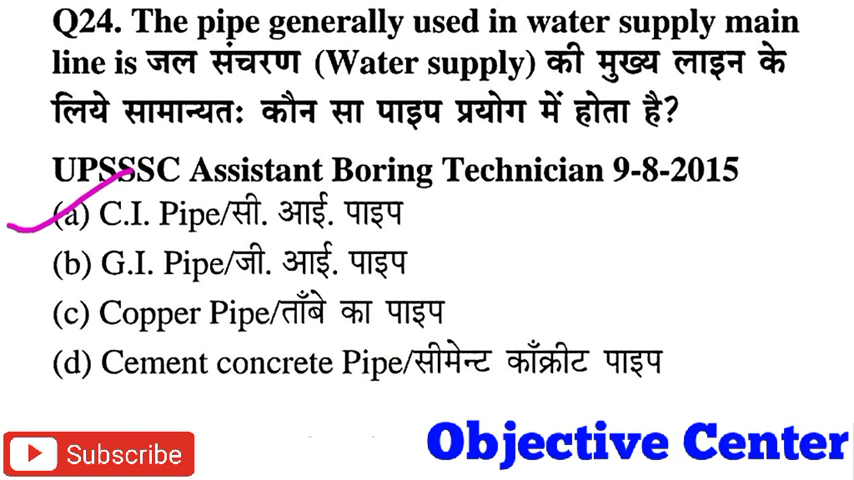 Q24. The pipe generally used in water supply main
line is जल संचरण (Water supply) की मुख्य लाइन के
लिये सामान्यतः कौन सा पाइप प्रयोग में होता है?
UPSSSC Assistant Boring Technician 9-8-2015
(a) C.I. Pipe/सी. आई. पाइप
(b) G.I. Pipe/जी. आई. पाइप
(c) Copper Pipe/ताँबे का पाइप
(d) Cement concrete Pipe/सीमेन्ट काँक्रीट पाइप
Subscribe
Objective Center